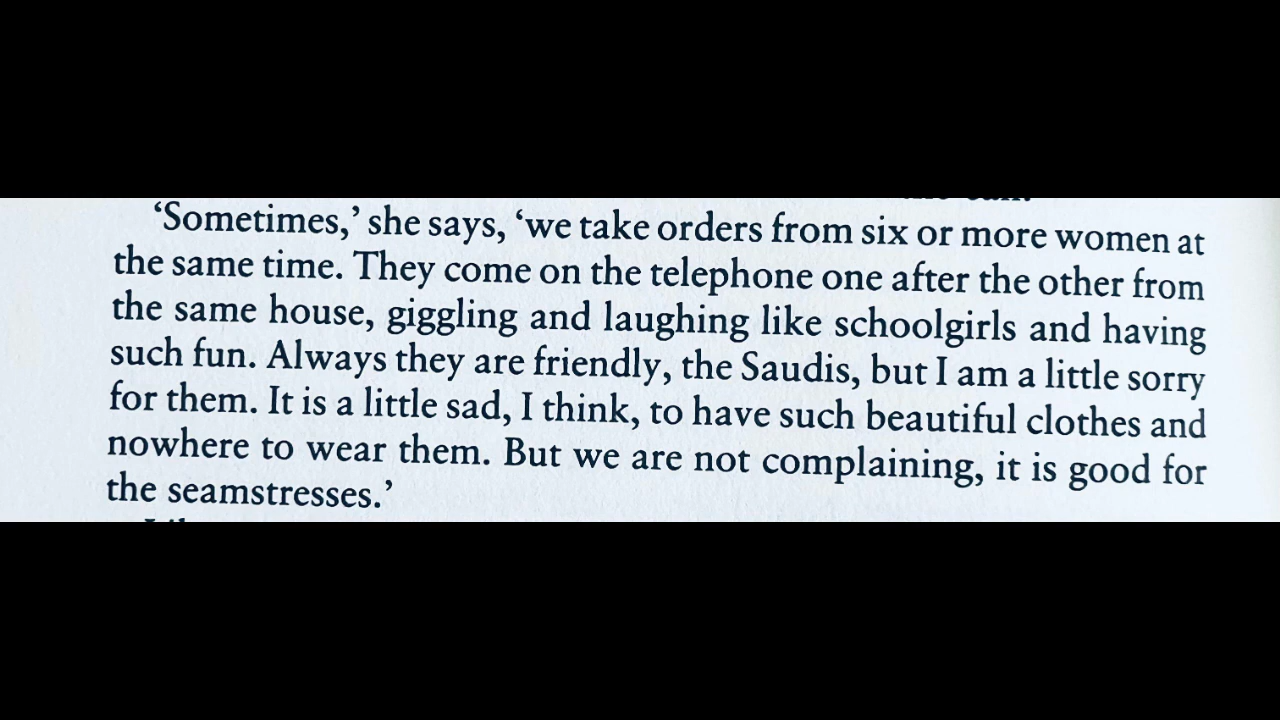 ‘Sometimes,’ she says, ‘we take orders from six or more women at
the same time. They come on the telephone one after the other from
the same house, giggling and laughing like schoolgirls and having
such fun. Always they are friendly, the Saudis, but I am a little sorry
for them. It is a little sad, I think, to have such beautiful clothes and
nowhere to wear them. But we are not complaining, it is good for
the seamstresses.’